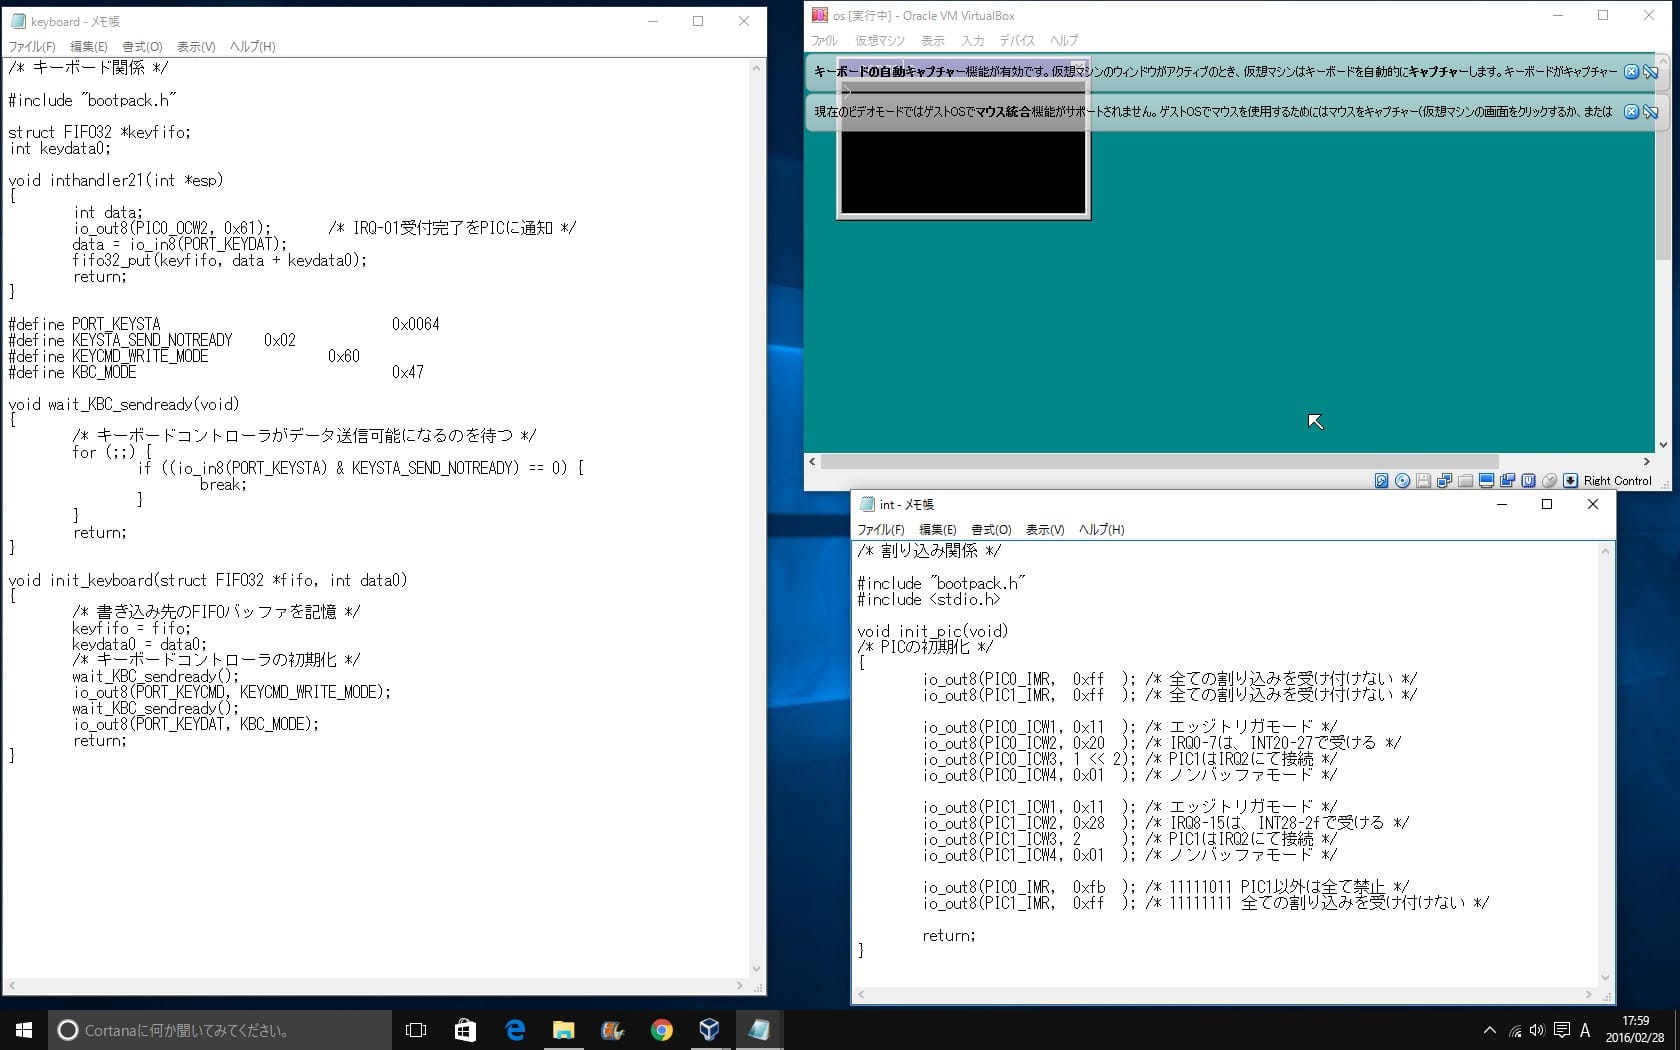 keyboard - メモ帳
ファイル(F) 編集(E) 書式(O) 表示(V) ヘルプ(H)
/* キーボード関係 */
#include "bootpack.h"
struct FIFO32 *keyfifo;
int keydata0;
void inthandler21(int *esp)
{
int data;
io_out8(PIC0_OCW2, 0x61); /* IRQ-01受付完了をPICに通知 */
data = io_in8(PORT_KEYDAT);
fifo32_put(keyfifo, data + keydata0);
return;
}
#define PORT_KEYSTA 0x0064
#define KEYSTA_SEND_NOTREADY 0x02
#define KEYCMD_WRITE_MODE 0x60
#define KBC_MODE 0x47
void wait_KBC_sendready(void)
{
/* キーボードコントローラがデータ送信可能になるのを待つ */
for (;;) {
if ((io_in8(PORT_KEYSTA) & KEYSTA_SEND_NOTREADY) == 0) {
break;
}
}
return;
}
void init_keyboard(struct FIFO32 *fifo, int data0)
{
/* 書き込み先のFIFOバッファを記憶 */
keyfifo = fifo;
keydata0 = data0;
/* キーボードコントローラの初期化 */
wait_KBC_sendready();
io_out8(PORT_KEYCMD, KEYCMD_WRITE_MODE);
wait_KBC_sendready();
io_out8(PORT_KEYDAT, KBC_MODE);
return;
}
os [実行中] - Oracle VM VirtualBox
ファイル 仮想マシン 表示 入力 デバイス ヘルプ
キーボードの自動キャプチャー機能が有効です。仮想マシンのウィンドウがアクティブのとき、仮想マシンはキーボードを自動的にキャプチャーします。キーボードがキャプチャー
>
現在のビデオモードではゲストOSでマウス統合機能がサポートされません。ゲストOSでマウスを使用するためにはマウスをキャプチャー(仮想マシンの画面をクリックするか、または
Right Control
int - メモ帳
ファイル(F) 編集(E) 書式(O) 表示(V) ヘルプ(H)
/* 割り込み関係 */
#include "bootpack.h"
#include <stdio.h>
void init_pic(void)
/* PICの初期化 */
{
io_out8(PIC0_IMR, 0xff ); /* 全ての割り込みを受け付けない */
io_out8(PIC1_IMR, 0xff ); /* 全ての割り込みを受け付けない */
io_out8(PIC0_ICW1, 0x11 ); /* エッジトリガモード */
io_out8(PIC0_ICW2, 0x20 ); /* IRQ0-7は、INT20-27で受ける */
io_out8(PIC0_ICW3, 1 << 2); /* PIC1はIRQ2にて接続 */
io_out8(PIC0_ICW4, 0x01 ); /* ノンバッファモード */
io_out8(PIC1_ICW1, 0x11 ); /* エッジトリガモード */
io_out8(PIC1_ICW2, 0x28 ); /* IRQ8-15は、INT28-2fで受ける */
io_out8(PIC1_ICW3, 2 ); /* PIC1はIRQ2にて接続 */
io_out8(PIC1_ICW4, 0x01 ); /* ノンバッファモード */
io_out8(PIC0_IMR, 0xfb ); /* 11111011 PIC1以外は全て禁止 */
io_out8(PIC1_IMR, 0xff ); /* 11111111 全ての割り込みを受け付けない */
return;
}
Cortanaに何か聞いてみてください。
A
17:59
2016/02/28